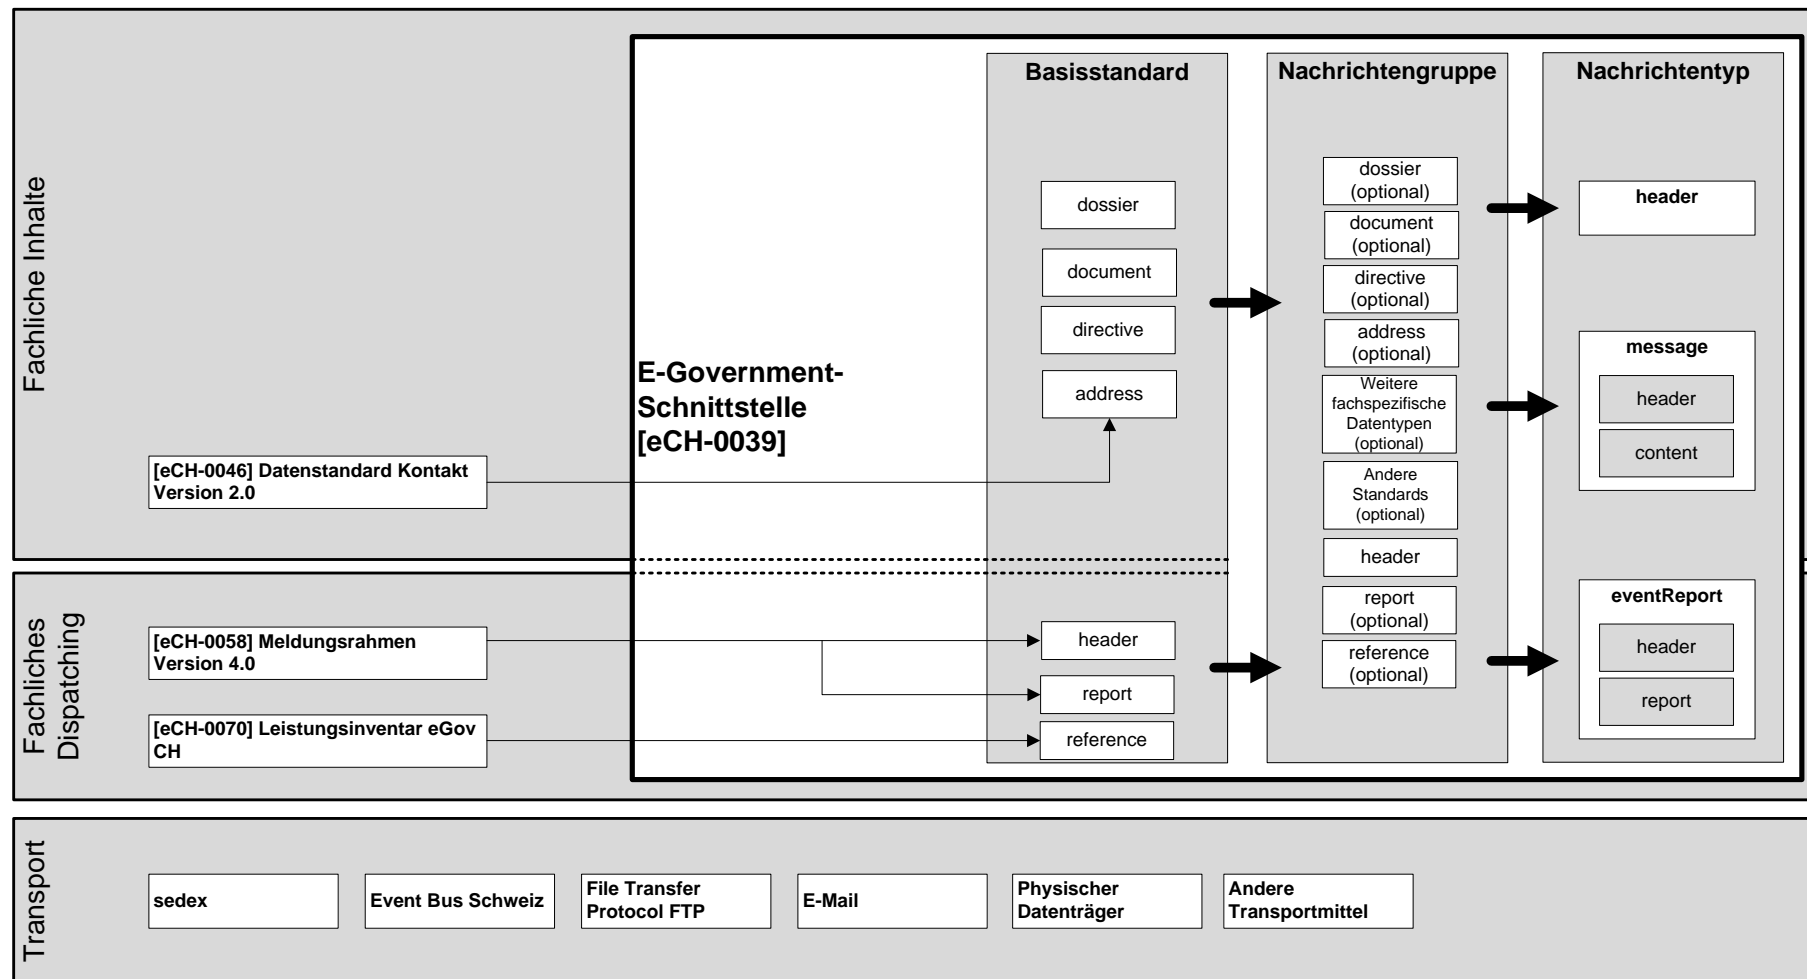 Fachliche Inhalte
E-Government-
Schnittstelle
[eCH-0039]
[eCH-0046] Datenstandard Kontakt
Version 2.0
Basisstandard
dossier
document
directive
address
Nachrichtengruppe
dossier
(optional)
document
(optional)
directive
(optional)
address
(optional)
Weitere
fachspezifische
Datentypen
(optional)
Andere
Standards
(optional)
header
report
(optional)
reference
(optional)
Nachrichtentyp
header
message
header
content
eventReport
header
report
Fachliches
Dispatching
[eCH-0058] Meldungsrahmen
Version 4.0
[eCH-0070] Leistungsinventar eGov
CH
header
report
reference
Transport
sedex
Event Bus Schweiz
File Transfer
Protocol FTP
E-Mail
Physischer
Datenträger
Andere
Transportmittel